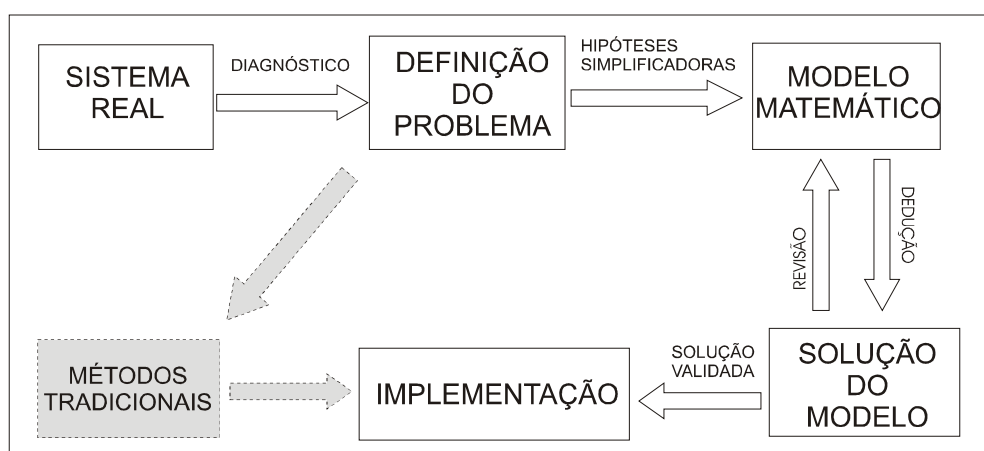 SISTEMA
REAL
DIAGNÓSTICO
DEFINIÇÃO
DO
PROBLEMA
HIPÓTESES
SIMPLIFICADORAS
MODELO
MATEMÁTICO
REVISÃO
DEDUÇÃO
MÉTODOS
TRADICIONAIS
IMPLEMENTAÇÃO
SOLUÇÃO
VALIDADA
SOLUÇÃO
DO
MODELO